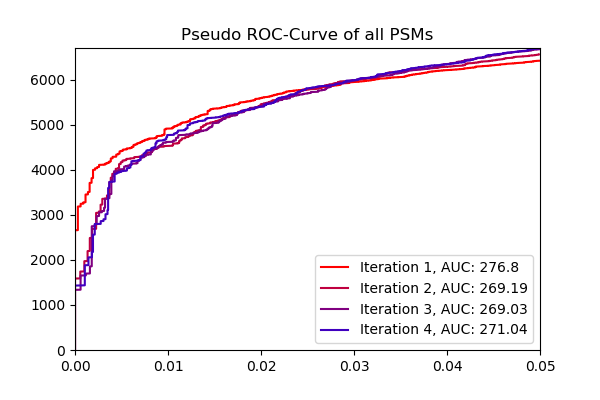 Pseudo ROC-Curve of all PSMs
6000
5000
4000
3000
2000
1000
0
Iteration 1, AUC: 276.8
Iteration 2, AUC: 269.19
Iteration 3, AUC: 269.03
Iteration 4, AUC: 271.04
0.00 0.01 0.02 0.03 0.04 0.05